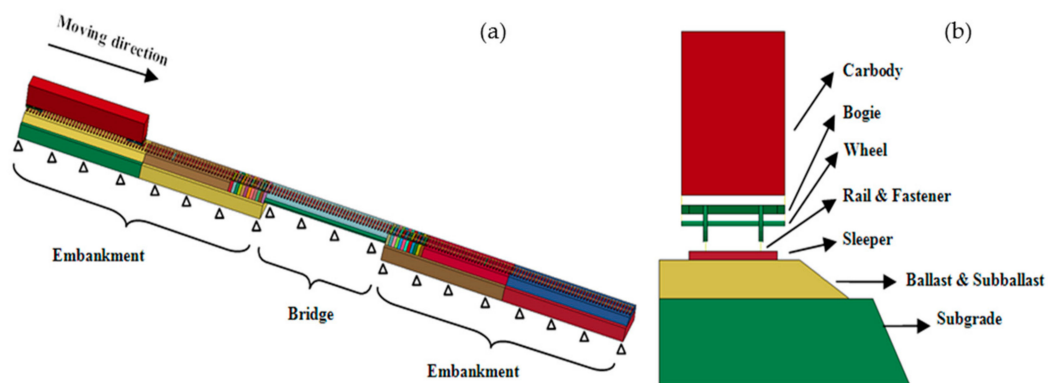 (a)
Moving direction
Embankment
Bridge
Embankment
(b)
Carbody
Bogie
Wheel
Rail & Fastener
Sleeper
Ballast & Subballast
Subgrade